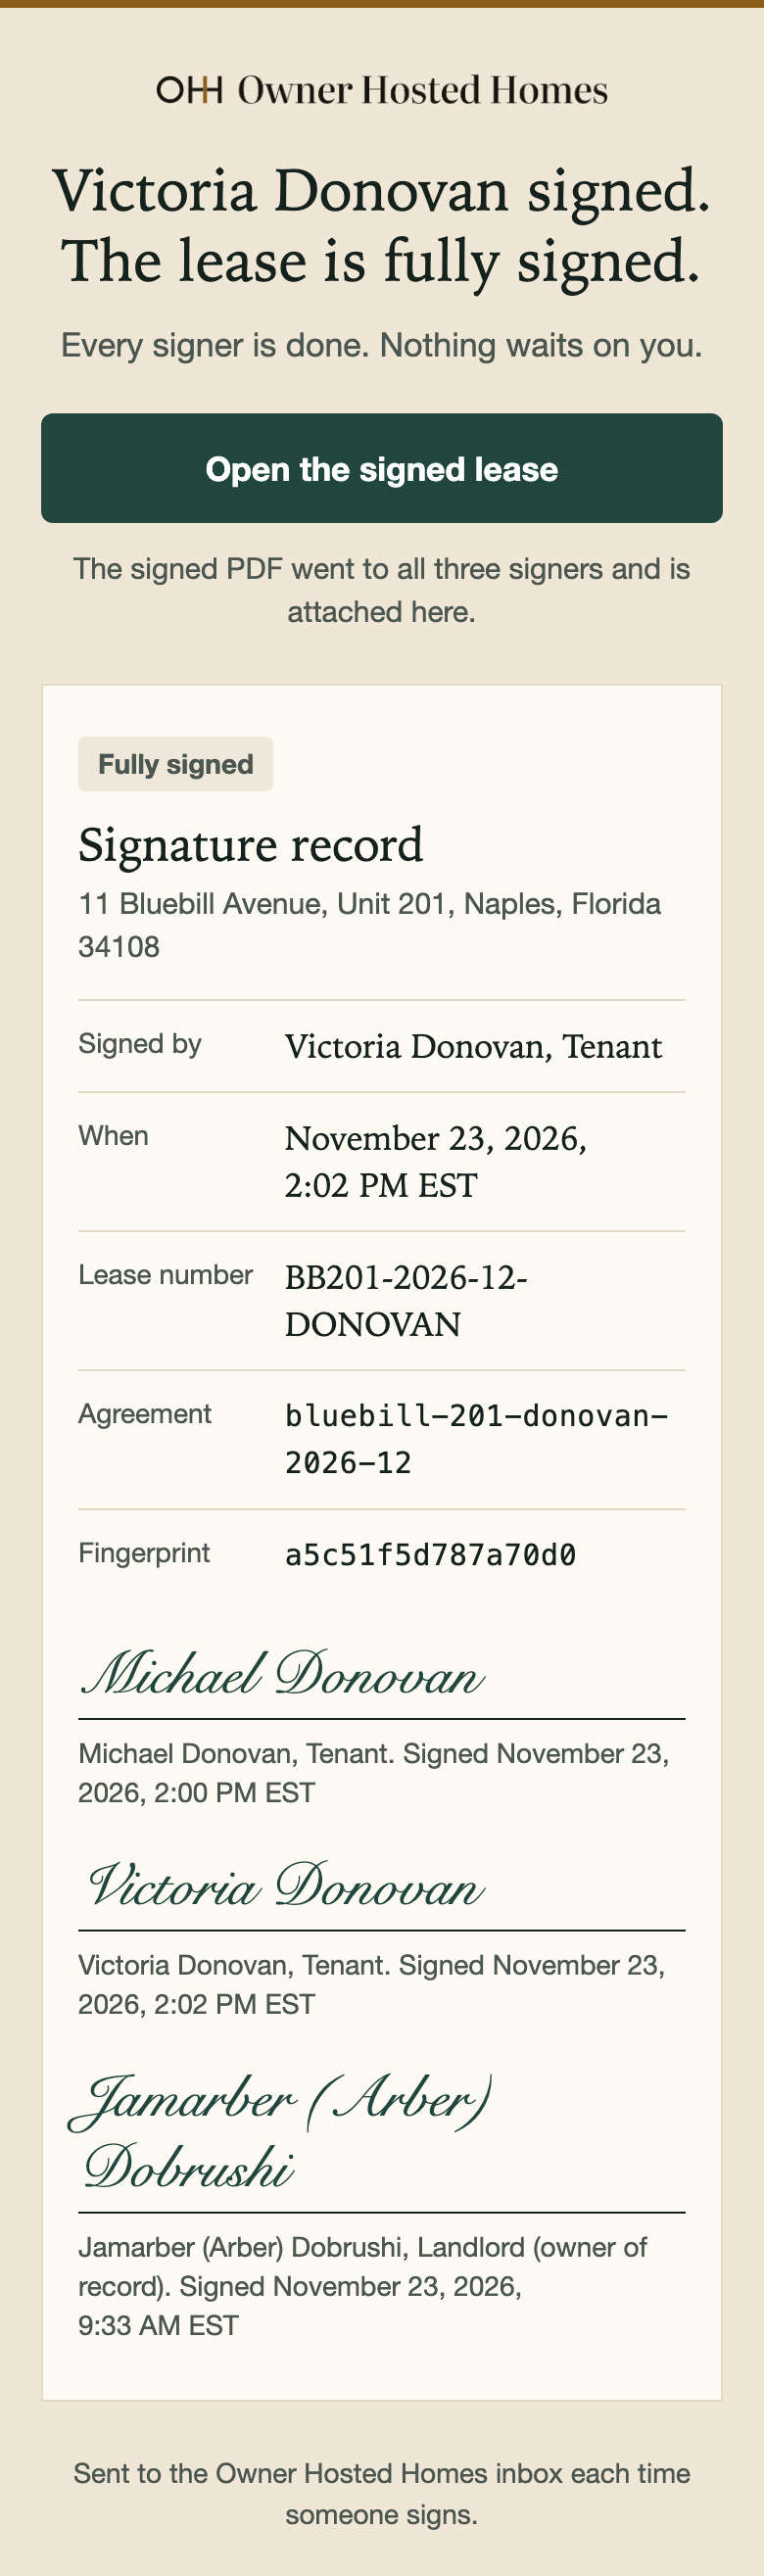 OHH Owner Hosted Homes
Victoria Donovan signed.
The lease is fully signed.
Every signer is done. Nothing waits on you.
Open the signed lease
The signed PDF went to all three signers and is
attached here.
Fully signed
Signature record
11 Bluebill Avenue, Unit 201, Naples, Florida
34108
Signed by Victoria Donovan, Tenant
When November 23, 2026,
2:02 PM EST
Lease number BB201-2026-12-
DONOVAN
Agreement bluebill-201-donovan-
2026-12
Fingerprint a5c51f5d787a70d0
Michael Donovan
Michael Donovan, Tenant. Signed November 23,
2026, 2:00 PM EST
Victoria Donovan
Victoria Donovan, Tenant. Signed November 23,
2026, 2:02 PM EST
Jamarber (Arber)
Dobrushi
Jamarber (Arber) Dobrushi, Landlord (owner of
record). Signed November 23, 2026,
9:33 AM EST
Sent to the Owner Hosted Homes inbox each time
someone signs.